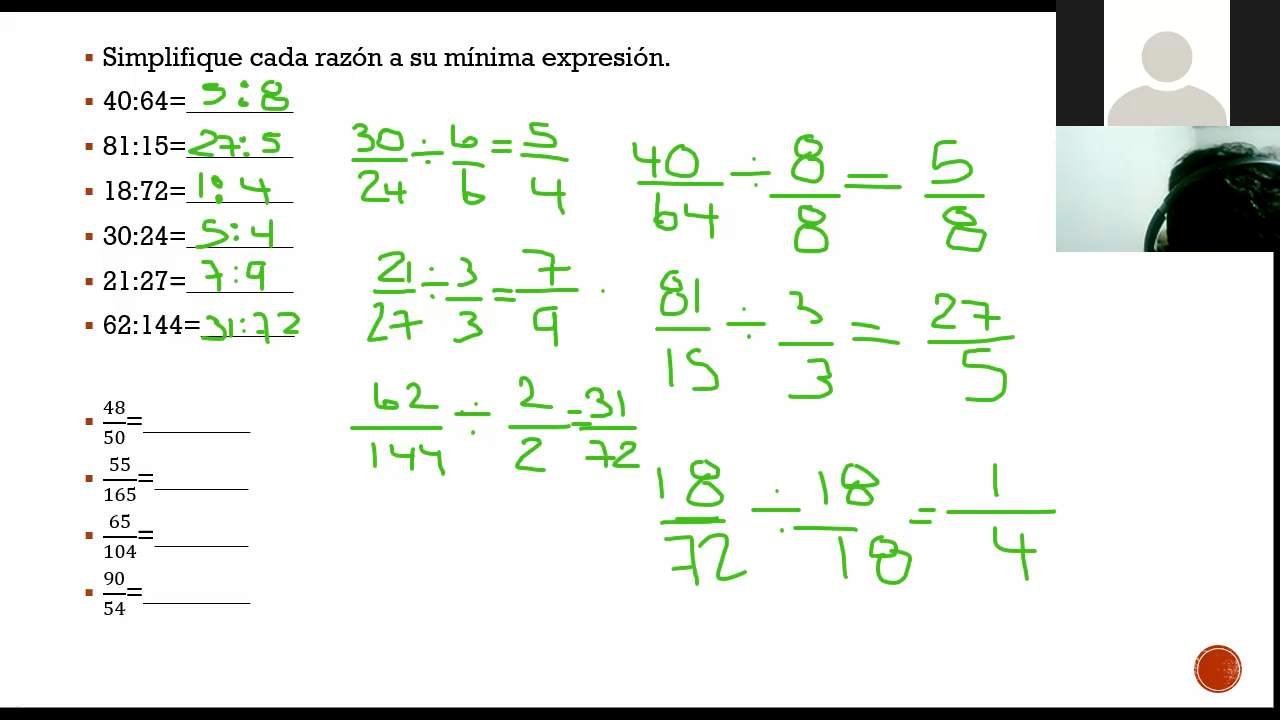 Simplifique cada razón a su mínima expresión.
40:64= 5:8
81:15= 27:5
18:72= 1:4
30:24= 5:4
21:27= 7:9
62:144= 31:72
48/50=
55/165=
65/104=
90/54=
30/24 ÷ 6/6 = 5/4
21/27 ÷ 3/3 = 7/9
62/144 ÷ 2/2 = 31/72
40/64 ÷ 8/8 = 5/8
81/15 ÷ 3/3 = 27/5
18/72 ÷ 18/18 = 1/4